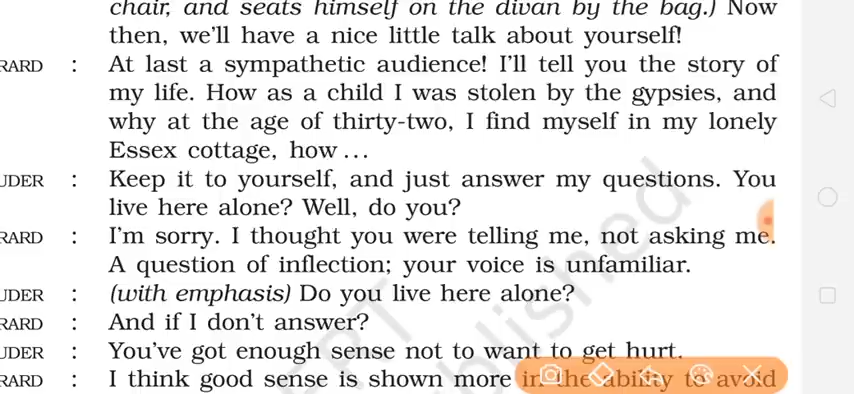 chair, and seats himself on the divan by the bag.) Now
then, we'll have a nice little talk about yourself!
RARD : At last a sympathetic audience! I'll tell you the story of
my life. How as a child I was stolen by the gypsies, and
why at the age of thirty-two, I find myself in my lonely
Essex cottage, how ...
UDER : Keep it to yourself, and just answer my questions. You
live here alone? Well, do you?
RARD : I'm sorry. I thought you were telling me, not asking me.
A question of inflection; your voice is unfamiliar.
UDER : (with emphasis) Do you live here alone?
RARD : And if I don't answer?
UDER : You've got enough sense not to want to get hurt.
RARD : I think good sense is shown more in the ability to avoid